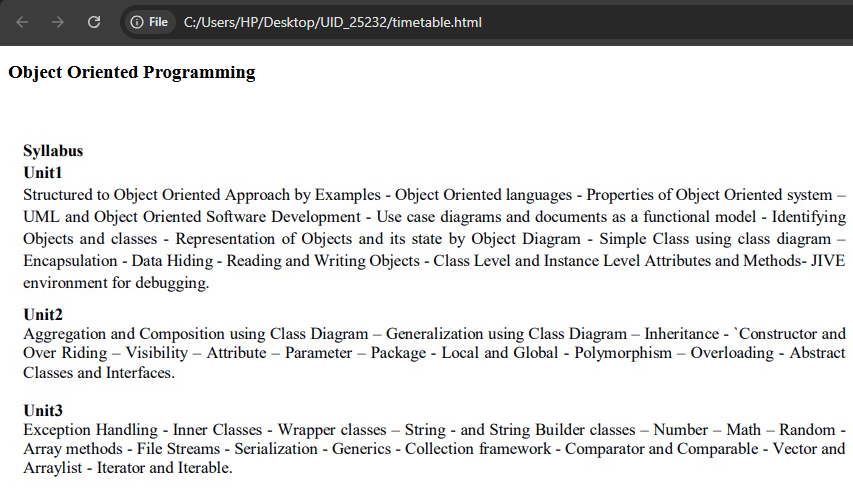 File C:/Users/HP/Desktop/UID_25232/timetable.html
Object Oriented Programming
Syllabus
Unit1
Structured to Object Oriented Approach by Examples - Object Oriented languages - Properties of Object Oriented system –
UML and Object Oriented Software Development - Use case diagrams and documents as a functional model - Identifying
Objects and classes - Representation of Objects and its state by Object Diagram - Simple Class using class diagram –
Encapsulation - Data Hiding - Reading and Writing Objects - Class Level and Instance Level Attributes and Methods- JIVE
environment for debugging.
Unit2
Aggregation and Composition using Class Diagram – Generalization using Class Diagram – Inheritance - `Constructor and
Over Riding – Visibility – Attribute – Parameter – Package - Local and Global - Polymorphism – Overloading - Abstract
Classes and Interfaces.
Unit3
Exception Handling - Inner Classes - Wrapper classes – String - and String Builder classes – Number – Math – Random -
Array methods - File Streams - Serialization - Generics - Collection framework - Comparator and Comparable - Vector and
Arraylist - Iterator and Iterable.